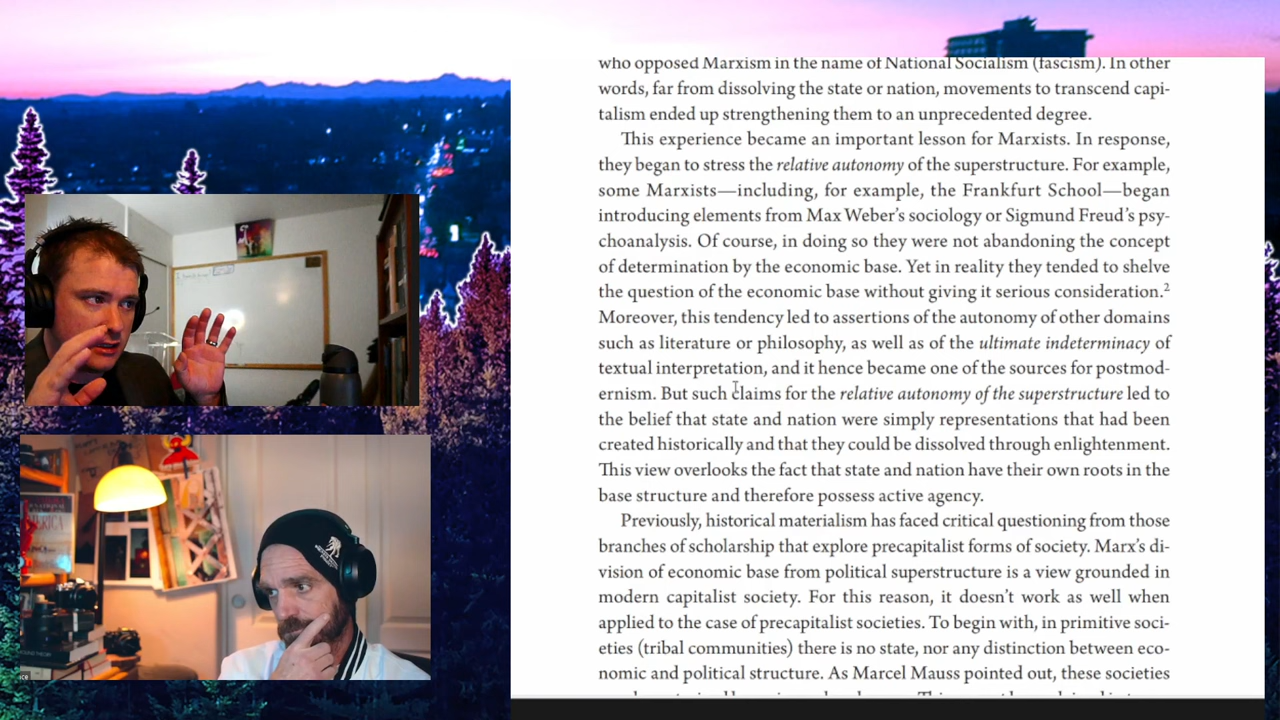 who opposed Marxism in the name of National Socialism (fascism). In other
words, far from dissolving the state or nation, movements to transcend capi-
talism ended up strengthening them to an unprecedented degree.
This experience became an important lesson for Marxists. In response,
they began to stress the relative autonomy of the superstructure. For example,
some Marxists—including, for example, the Frankfurt School—began
introducing elements from Max Weber’s sociology or Sigmund Freud’s psy-
choanalysis. Of course, in doing so they were not abandoning the concept
of determination by the economic base. Yet in reality they tended to shelve
the question of the economic base without giving it serious consideration.²
Moreover, this tendency led to assertions of the autonomy of other domains
such as literature or philosophy, as well as of the ultimate indeterminacy of
textual interpretation, and it hence became one of the sources for postmod-
ernism. But such claims for the relative autonomy of the superstructure led to
the belief that state and nation were simply representations that had been
created historically and that they could be dissolved through enlightenment.
This view overlooks the fact that state and nation have their own roots in the
base structure and therefore possess active agency.
Previously, historical materialism has faced critical questioning from those
branches of scholarship that explore precapitalist forms of society. Marx’s di-
vision of economic base from political superstructure is a view grounded in
modern capitalist society. For this reason, it doesn’t work as well when
applied to the case of precapitalist societies. To begin with, in primitive soci-
eties (tribal communities) there is no state, nor any distinction between eco-
nomic and political structure. As Marcel Mauss pointed out, these societies